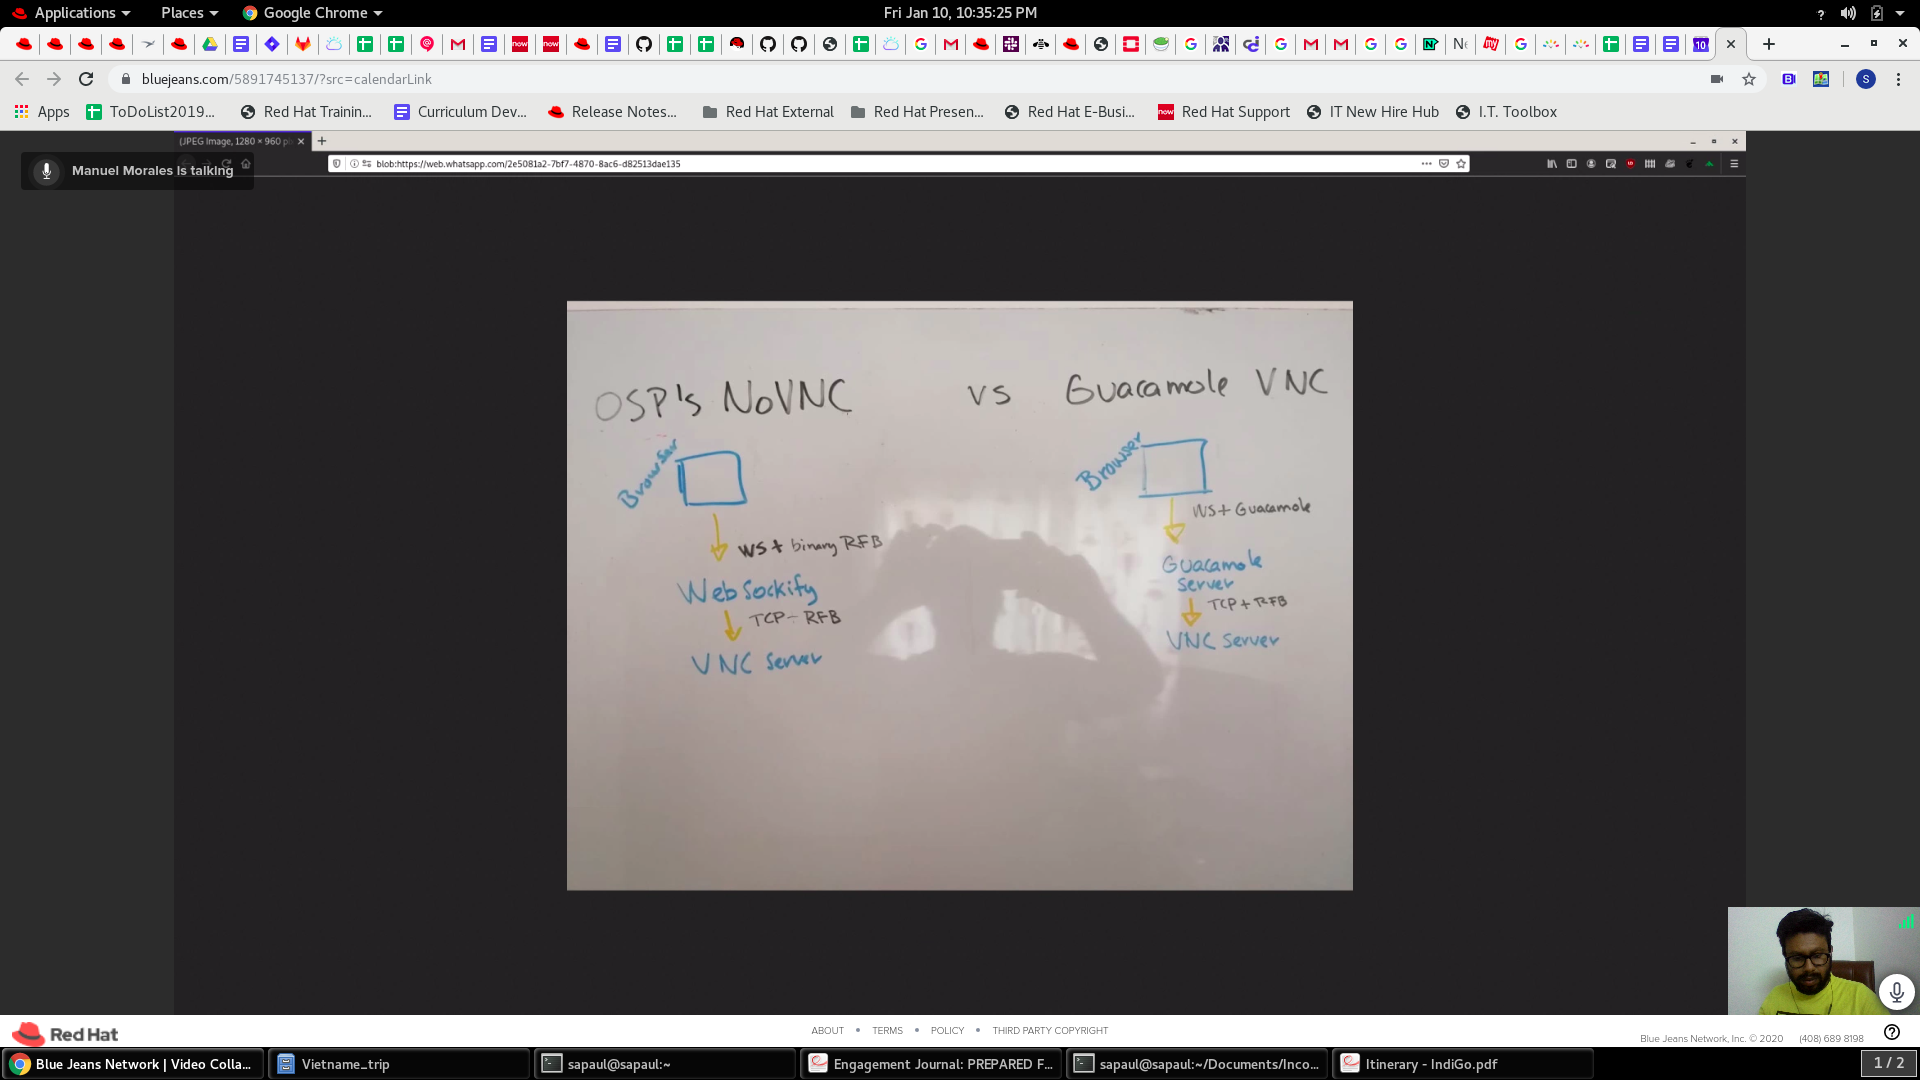 Applications
Places
Google Chrome
Fri Jan 10, 10:35:25 PM
bluejeans.com/5891745137/?src=calendarLink
Apps
ToDoList2019...
Red Hat Trainin...
Curriculum Dev...
Release Notes...
Red Hat External
Red Hat Presen...
Red Hat E-Busi...
Red Hat Support
IT New Hire Hub
I.T. Toolbox
(JPEG Image, 1280 × 960 pi
blob:https://web.whatsapp.com/2e5081a2-7bf7-4870-8ac6-d82513dae135
Manuel Morales is talking
OSP's NoVNC vs Guacamole VNC
Browser
WS + binary RFB
WebSockify
TCP - RFB
VNC Server
Browser
WS + Guacamole
Guacamole
Server
TCP + RFB
VNC Server
Red Hat
ABOUT • TERMS • POLICY • THIRD PARTY COPYRIGHT
Blue Jeans Network, Inc. © 2020 (408) 689 8198
Blue Jeans Network | Video Colla...
Vietname_trip
sapaul@sapaul:~
Engagement Journal: PREPARED F...
sapaul@sapaul:~/Documents/Inco...
Itinerary - IndiGo.pdf
1 / 2